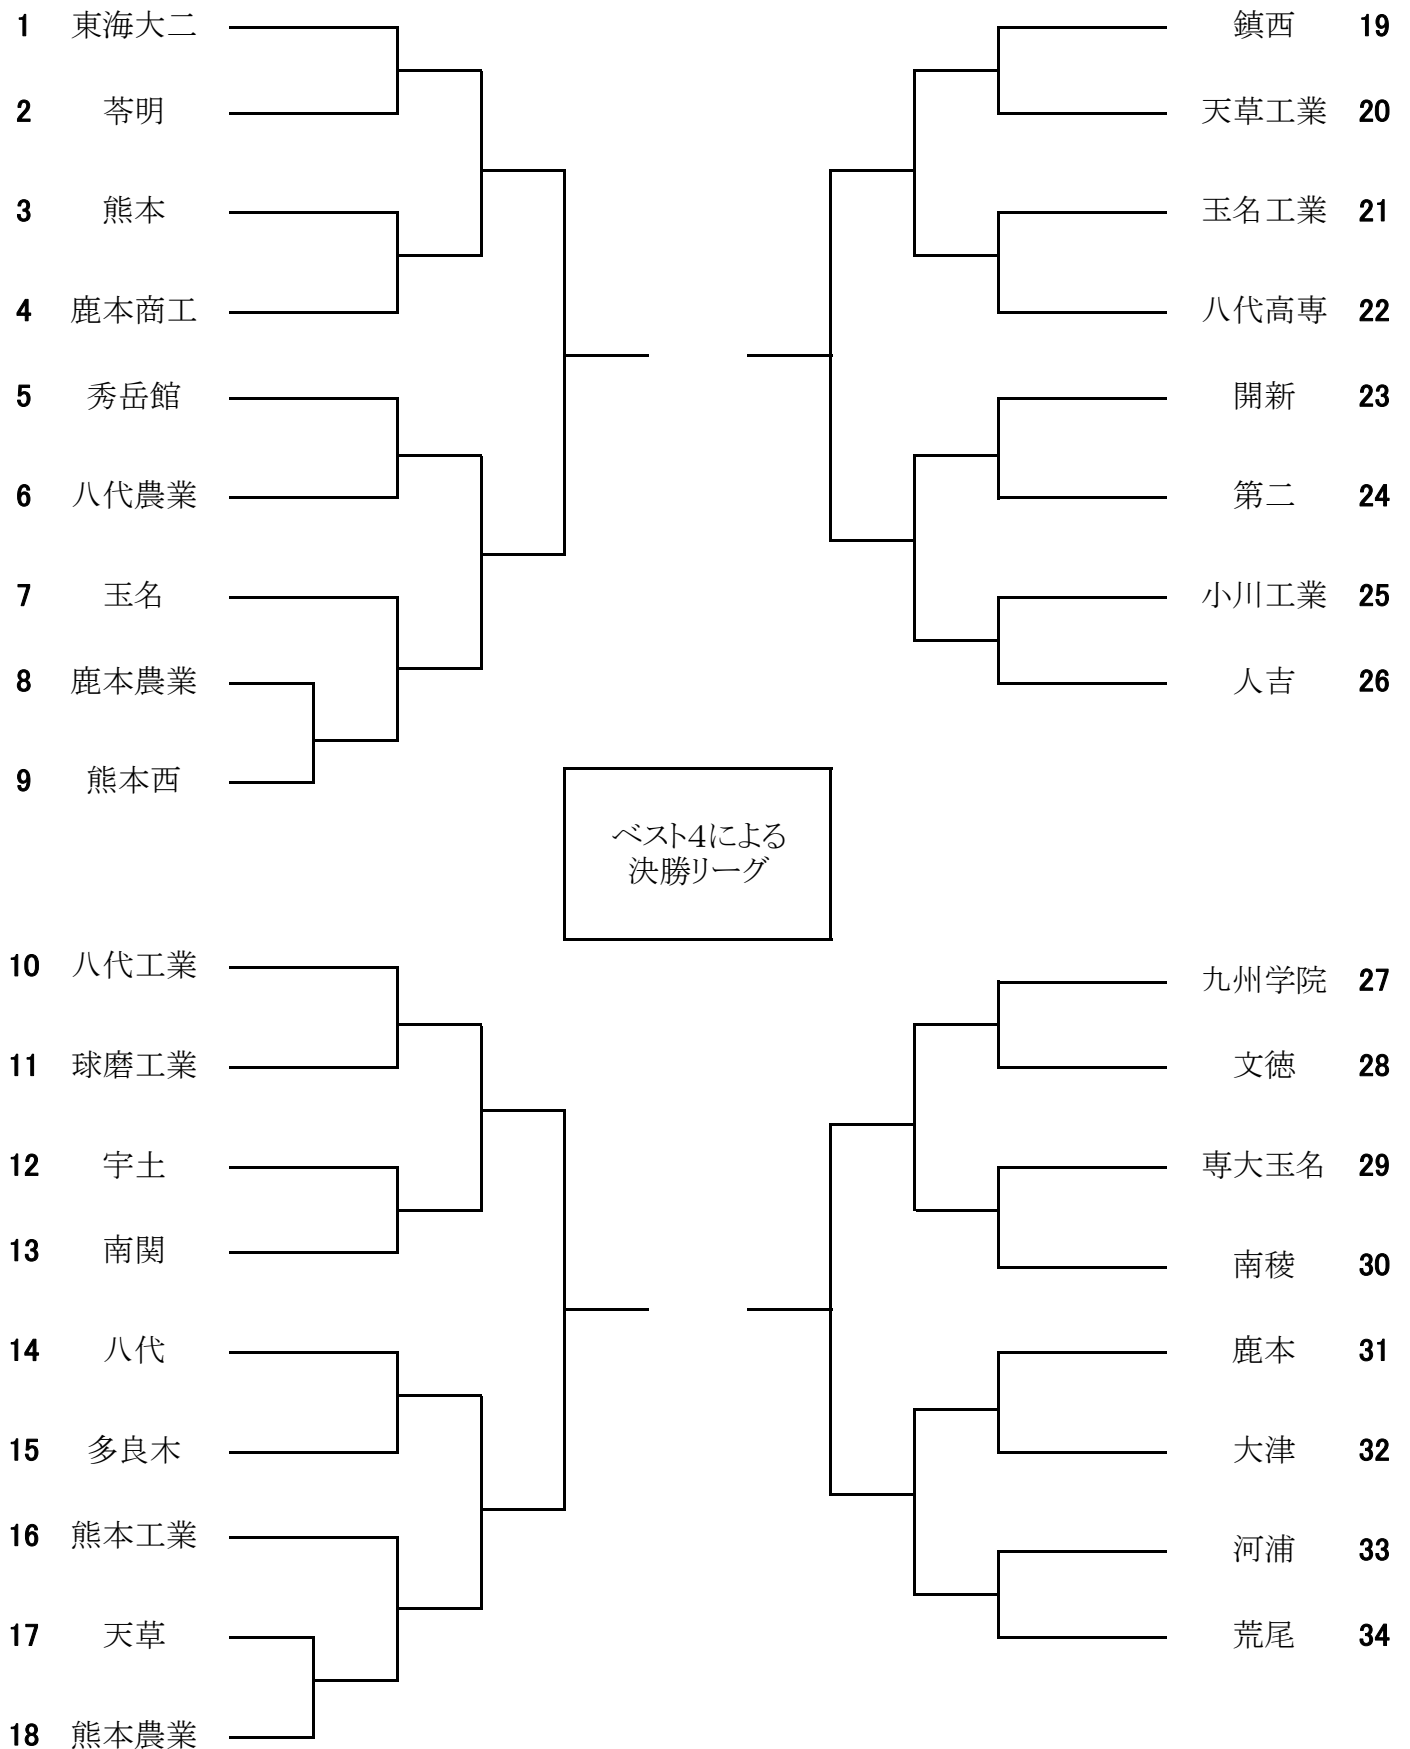 1 東海大二
2 苓明
3 熊本
4 鹿本商工
5 秀岳館
6 八代農業
7 玉名
8 鹿本農業
9 熊本西
10 八代工業
11 球磨工業
12 宇土
13 南関
14 八代
15 多良木
16 熊本工業
17 天草
18 熊本農業
ベスト4による
決勝リーグ
鎮西 19
天草工業 20
玉名工業 21
八代高専 22
開新 23
第二 24
小川工業 25
人吉 26
九州学院 27
文徳 28
専大玉名 29
南稜 30
鹿本 31
大津 32
河浦 33
荒尾 34